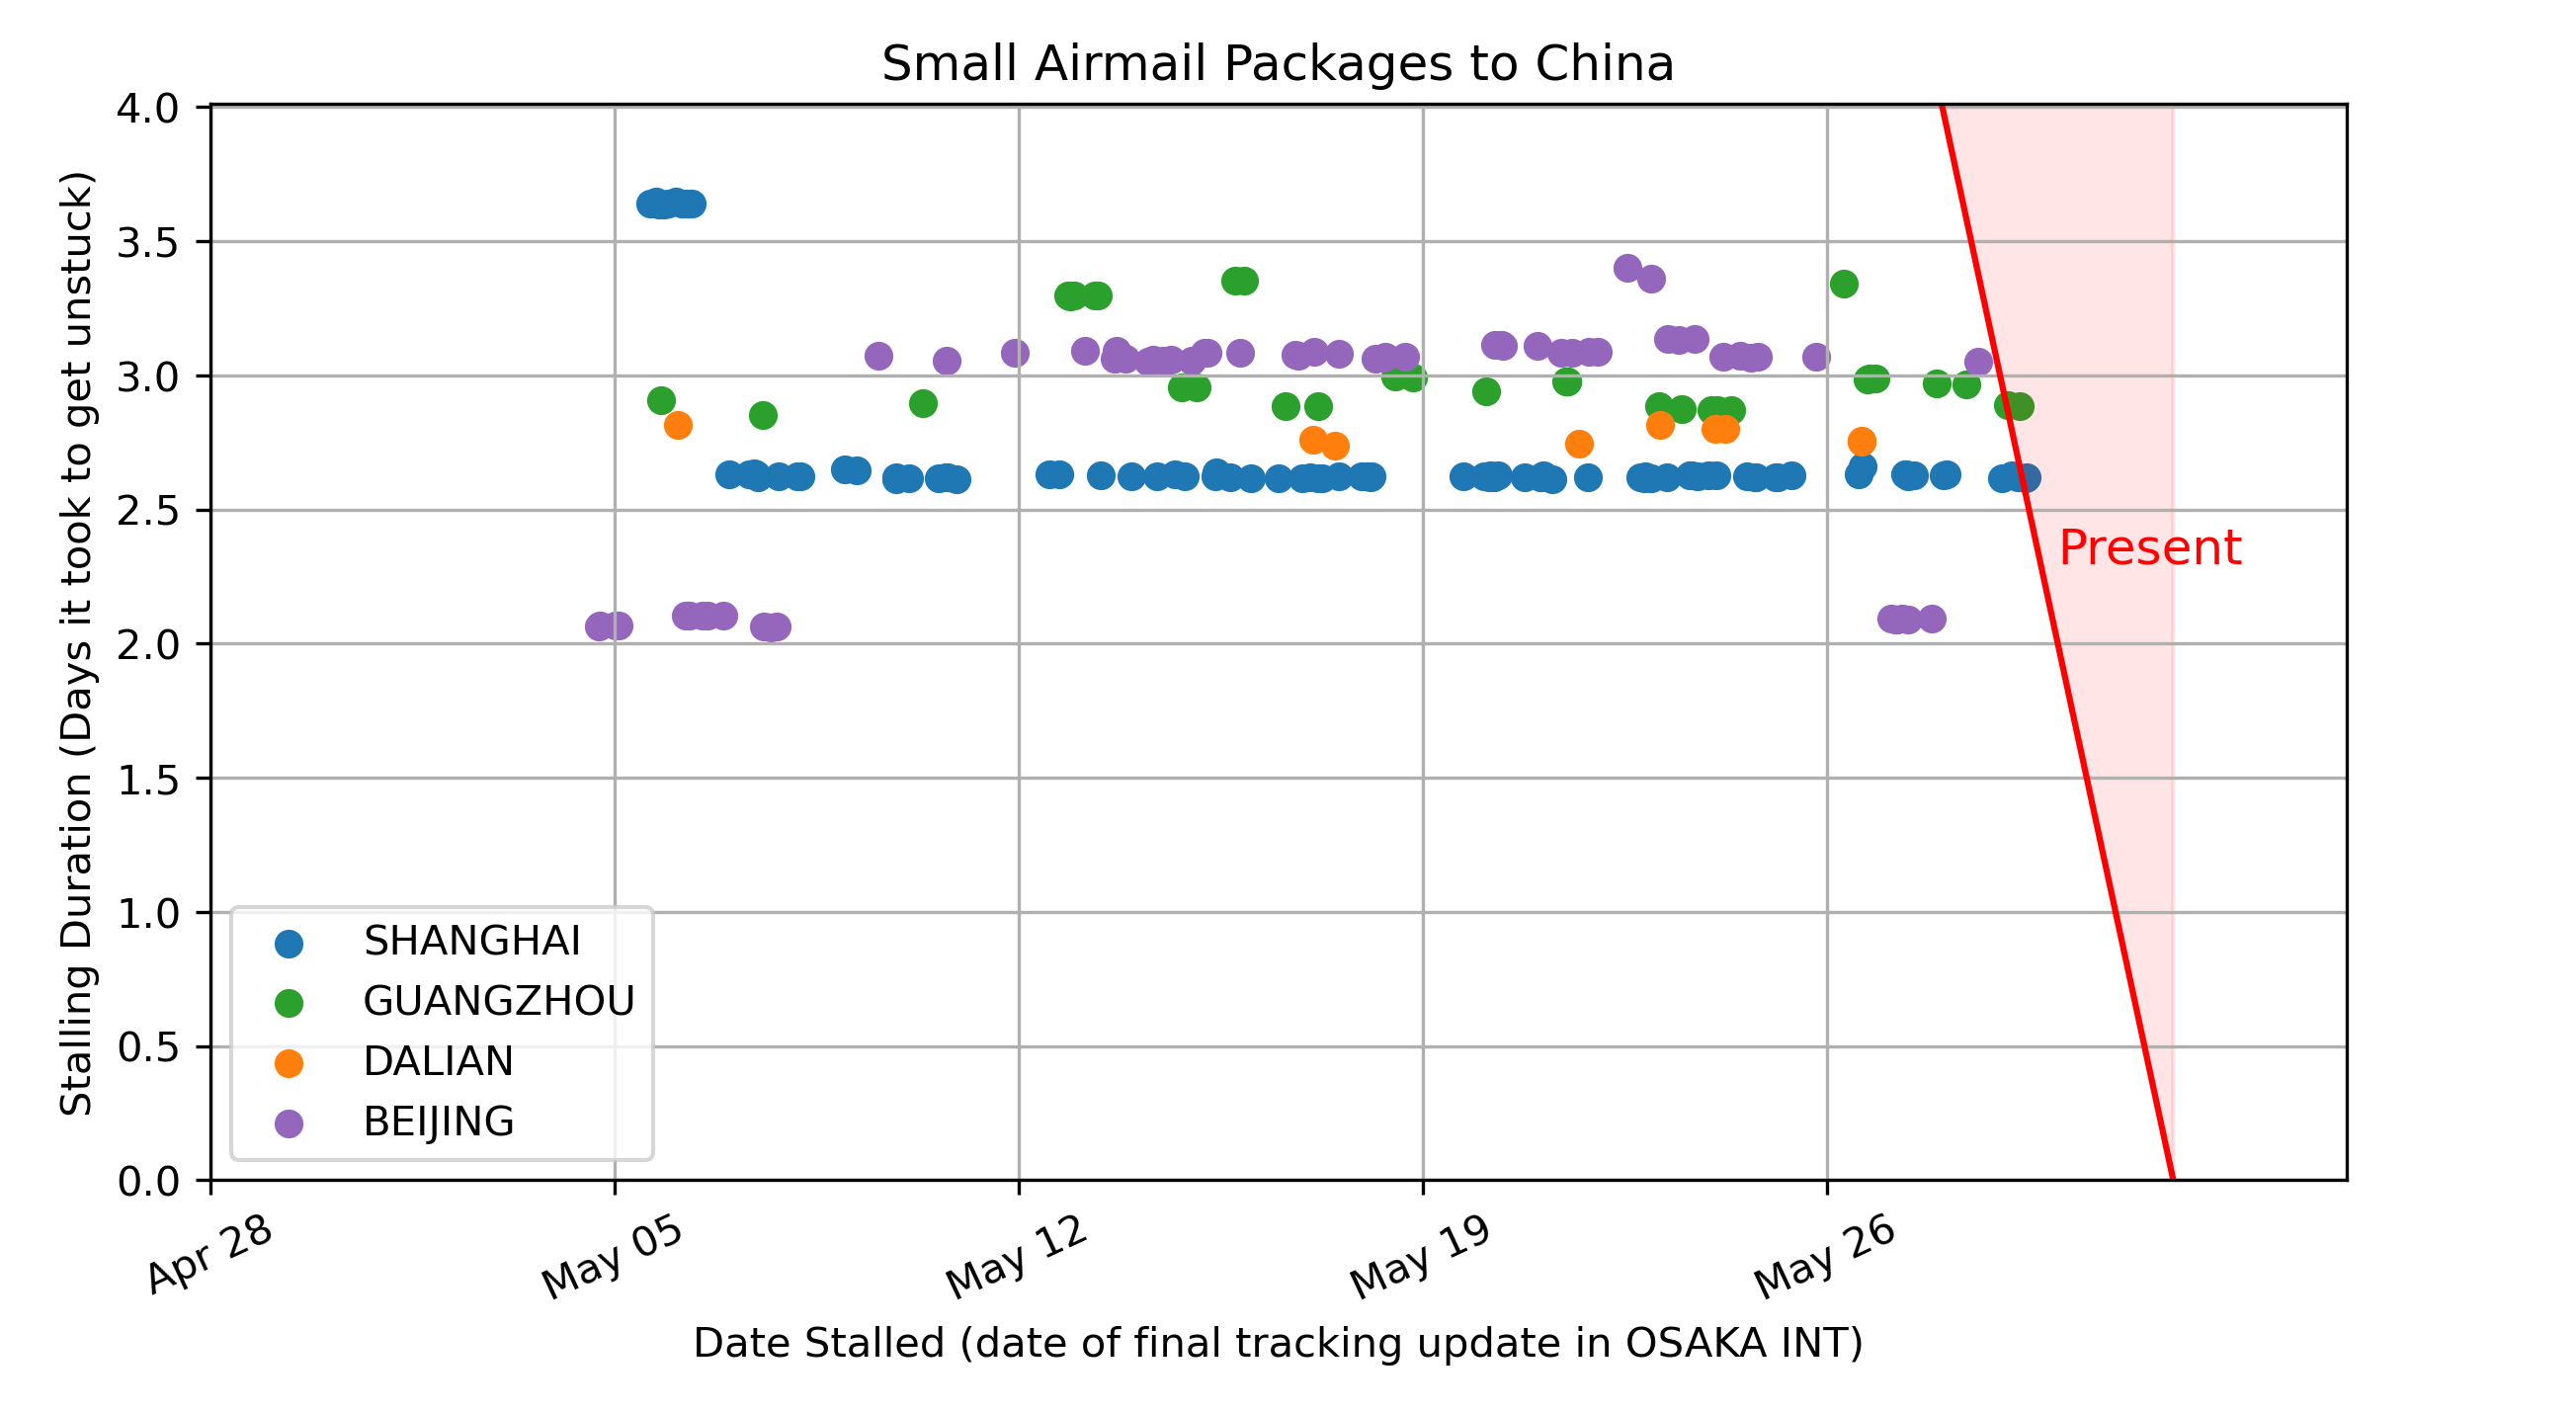 Small Airmail Packages to China
Stalling Duration (Days it took to get unstuck)
4.0
3.5
3.0
2.5
2.0
1.5
1.0
0.5
0.0
Present
SHANGHAI
GUANGZHOU
DALIAN
BEIJING
Apr 28
May 05
May 12
May 19
May 26
Date Stalled (date of final tracking update in OSAKA INT)